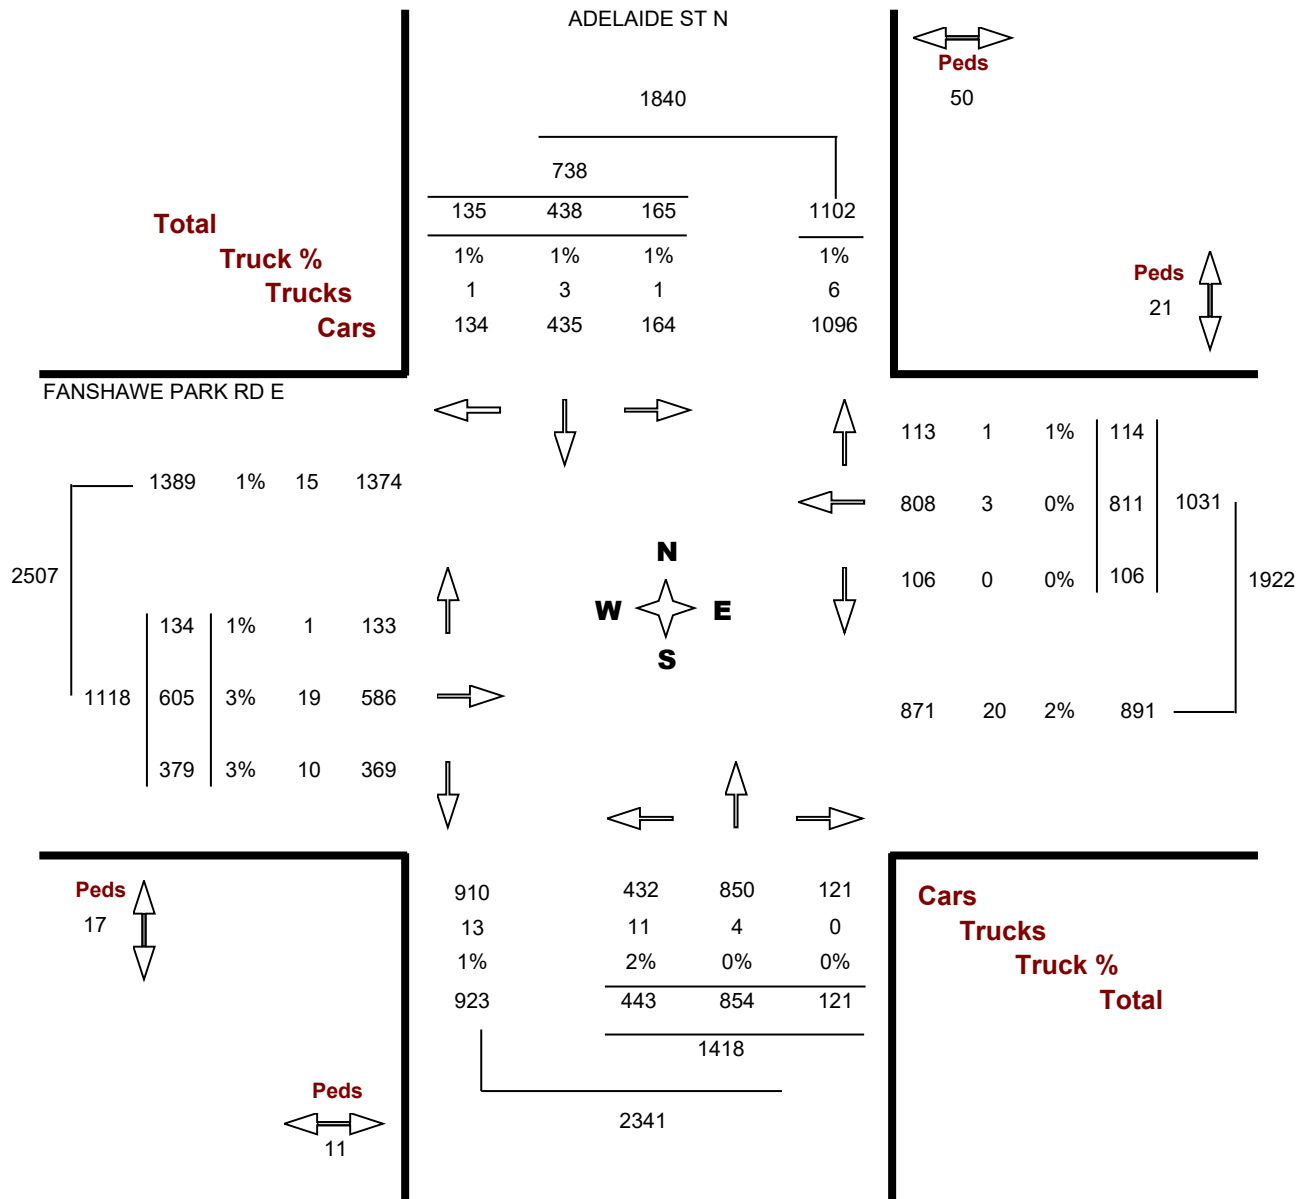 ADELAIDE ST N
Peds
50
1840
738
135 438 165 1102
Total
1% 1% 1% 1%
Truck %
1 3 1 6
Trucks
134 435 164 1096
Cars
Peds
21
FANSHAWE PARK RD E
113 1 1% 114
1389 1% 15 1374
808 3 0% 811 1031
N
2507
106 0 0% 106 1922
W E
134 1% 1 133
S
1118 605 3% 19 586
871 20 2% 891
379 3% 10 369
Peds
17
910 432 850 121
Cars
13 11 4 0
Trucks
1% 2% 0% 0%
Truck %
923 443 854 121
Total
1418
Peds
11
2341